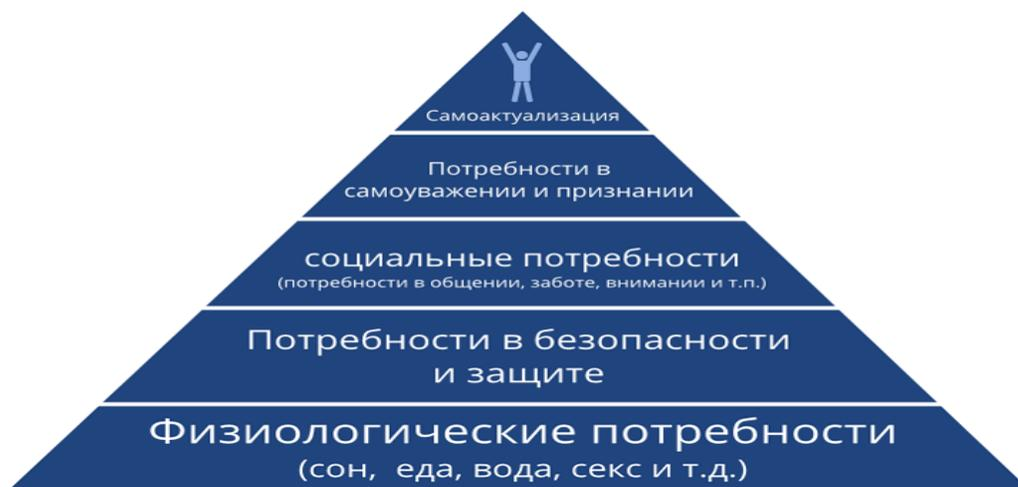 Самоактуализация
Потребности в
самоуважении и признании
социальные потребности
(потребности в общении, заботе, внимании и т.п.)
Потребности в безопасности
и защите
Физиологические потребности
(сон,  еда, вода, секс и т.д.)